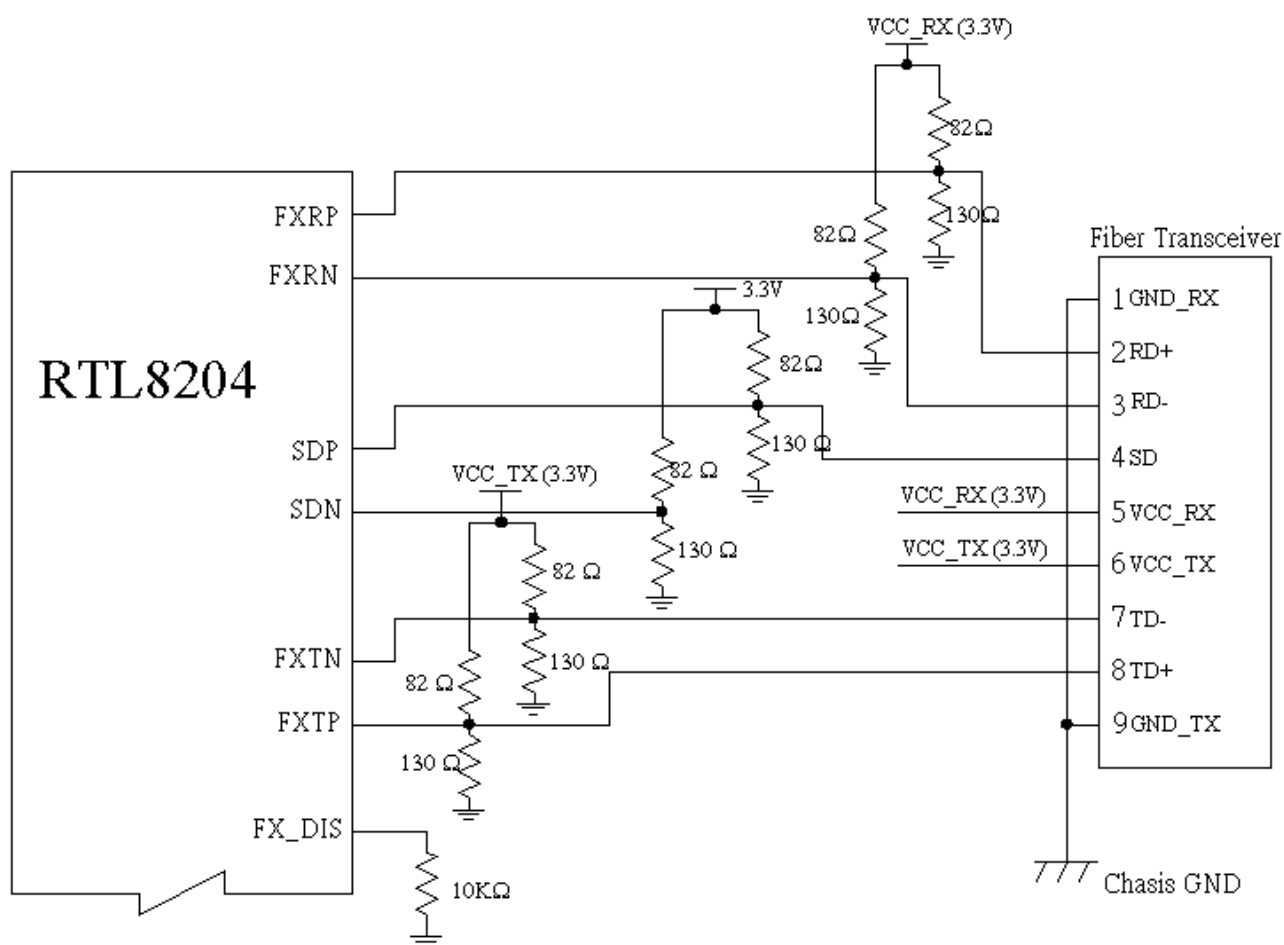 VCC_RX (3.3V)
82Ω
FXRP
130Ω
82Ω
Fiber Transceiver
FXRN
3.3V
130Ω
1 GND_RX
RTL8204
82Ω
2 RD+
3 RD-
SDP
130 Ω
4 SD
VCC_TX (3.3V)
82 Ω
VCC_RX (3.3V)
5 VCC_RX
SDN
130 Ω
VCC_TX (3.3V)
6 VCC_TX
82 Ω
7 TD-
FXTN
130 Ω
82 Ω
8 TD+
FXTP
9 GND_TX
130 Ω
FX_DIS
10KΩ
Chasis GND